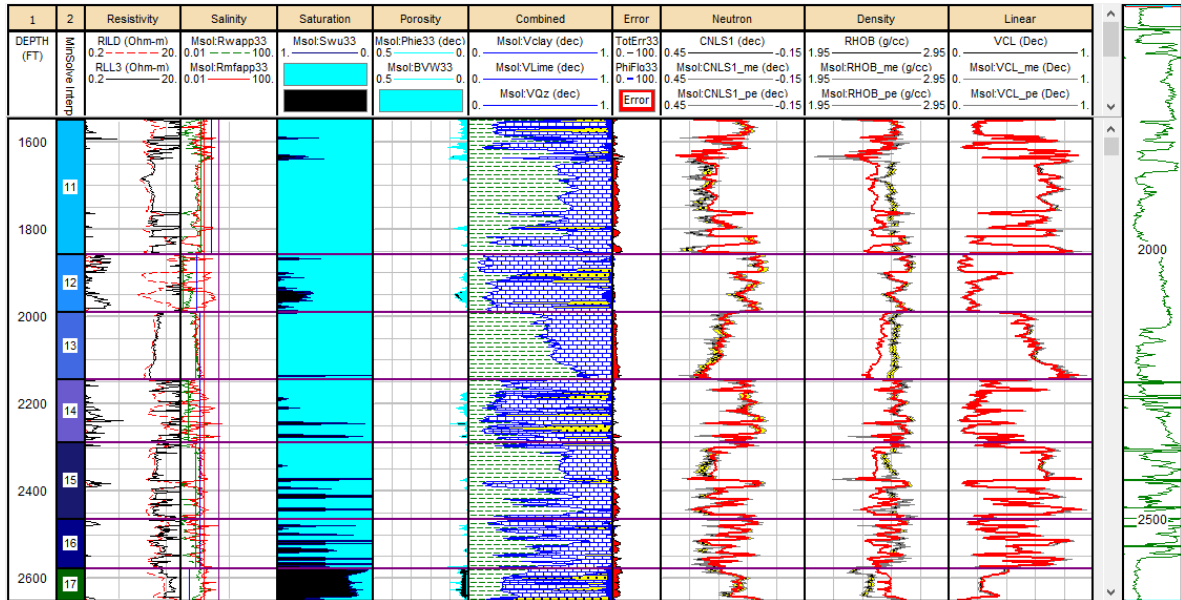 1 2 Resistivity Salinity Saturation Porosity Combined Error Neutron Density Linear
DEPTH (FT)
MinSolve Interp
RILD (Ohm-m)
0.2 20.
RLL3 (Ohm-m)
0.2 20.
Msol:Rwapp33
0.01 100.
Msol:Rmfapp33
0.01 100.
Msol:Swu33
1. 0.
Msol:Phie33 (dec)
0.5 0.
Msol:BVW33
0.5 0.
Msol:Vclay (dec)
0. 1.
Msol:VLime (dec)
0. 1.
Msol:VQz (dec)
0. 1.
TotErr33
0. 100.
PhiFlo33
0. 100.
Error
CNLS1 (dec)
0.45 -0.15
Msol:CNLS1_me (dec)
0.45 -0.15
Msol:CNLS1_pe (dec)
0.45 -0.15
RHOB (g/cc)
1.95 2.95
Msol:RHOB_me (g/cc)
1.95 2.95
Msol:RHOB_pe (g/cc)
1.95 2.95
VCL (Dec)
0. 1.
Msol:VCL_me (Dec)
0. 1.
Msol:VCL_pe (Dec)
0. 1.
1600
11
1800
2000
12
2000
13
2200
14
2400
15
2500
16
2600
17